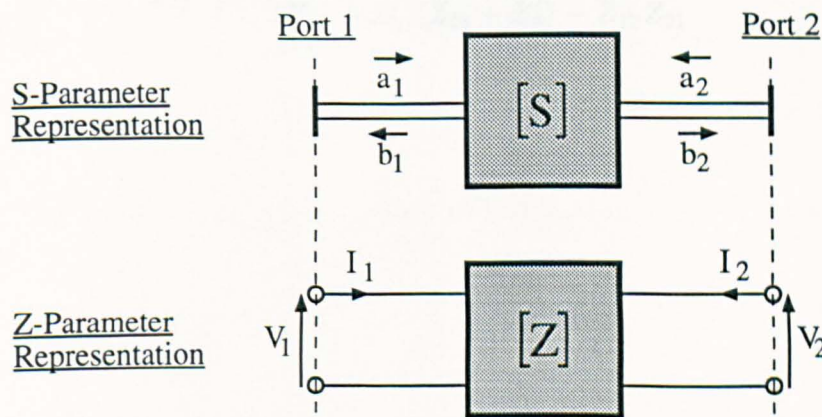 Port 1
Port 2
S-Parameter
Representation
a₁
a₂
[S]
b₁
b₂
I₁
I₂
Z-Parameter
Representation
V₁
[Z]
V₂